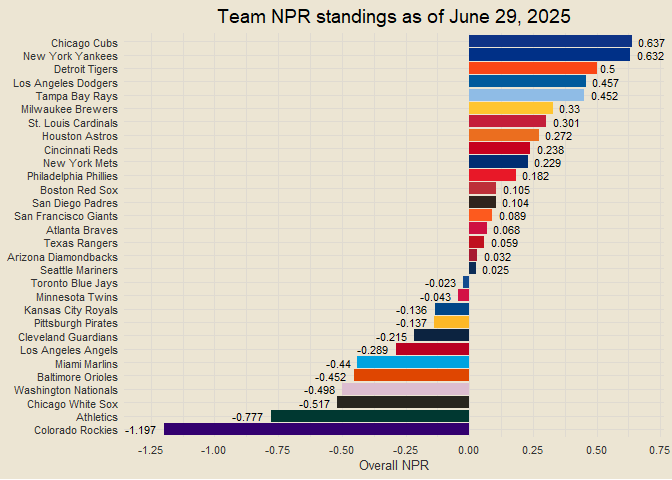 Team NPR standings as of June 29, 2025
Chicago Cubs 0.637
New York Yankees 0.632
Detroit Tigers 0.5
Los Angeles Dodgers 0.457
Tampa Bay Rays 0.452
Milwaukee Brewers 0.33
St. Louis Cardinals 0.301
Houston Astros 0.272
Cincinnati Reds 0.238
New York Mets 0.229
Philadelphia Phillies 0.182
Boston Red Sox 0.105
San Diego Padres 0.104
San Francisco Giants 0.089
Atlanta Braves 0.068
Texas Rangers 0.059
Arizona Diamondbacks 0.032
Seattle Mariners 0.025
Toronto Blue Jays -0.023
Minnesota Twins -0.043
Kansas City Royals -0.136
Pittsburgh Pirates -0.137
Cleveland Guardians -0.215
Los Angeles Angels -0.289
Miami Marlins -0.44
Baltimore Orioles -0.452
Washington Nationals -0.498
Chicago White Sox -0.517
Athletics -0.777
Colorado Rockies -1.197
-1.25 -1.00 -0.75 -0.50 -0.25 0.00 0.25 0.50 0.75
Overall NPR